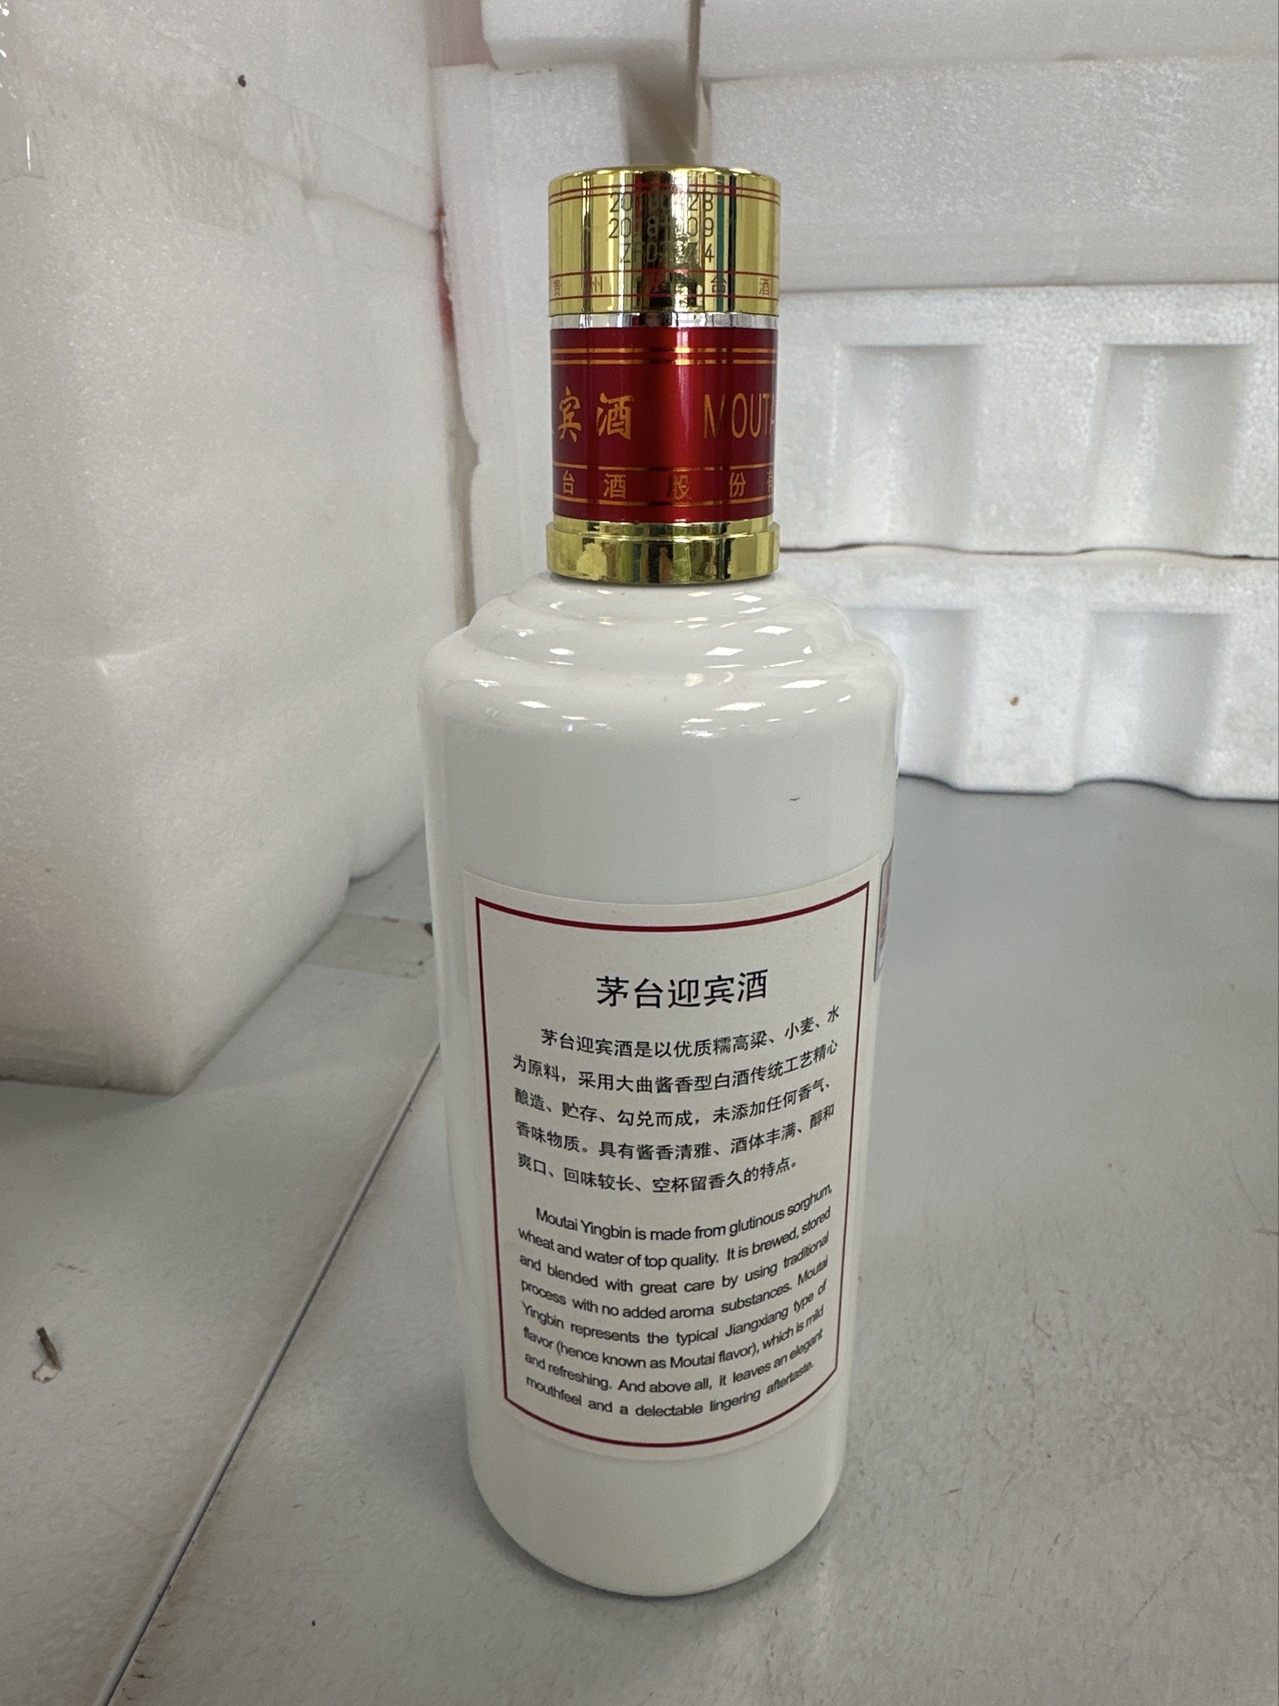 贵州茅台酒
宾酒 MOUTA
台酒股份有
茅台迎宾酒
茅台迎宾酒是以优质糯高粱、小麦、水
为原料，采用大曲酱香型白酒传统工艺精心
酿造、贮存、勾兑而成，未添加任何香气、
香味物质。具有酱香清雅、酒体丰满、醇和
爽口、回味较长、空杯留香久的特点。
Moutai Yingbin is made from glutinous sorghum,
wheat and water of top quality. It is brewed, stored
and blended with great care by using traditional
process with no added aroma substances. Moutai
Yingbin represents the typical Jiangxiang type of
flavor (hence known as Moutai flavor), which is mild
and refreshing. And above all, it leaves an elegant
mouthfeel and a delectable lingering aftertaste.